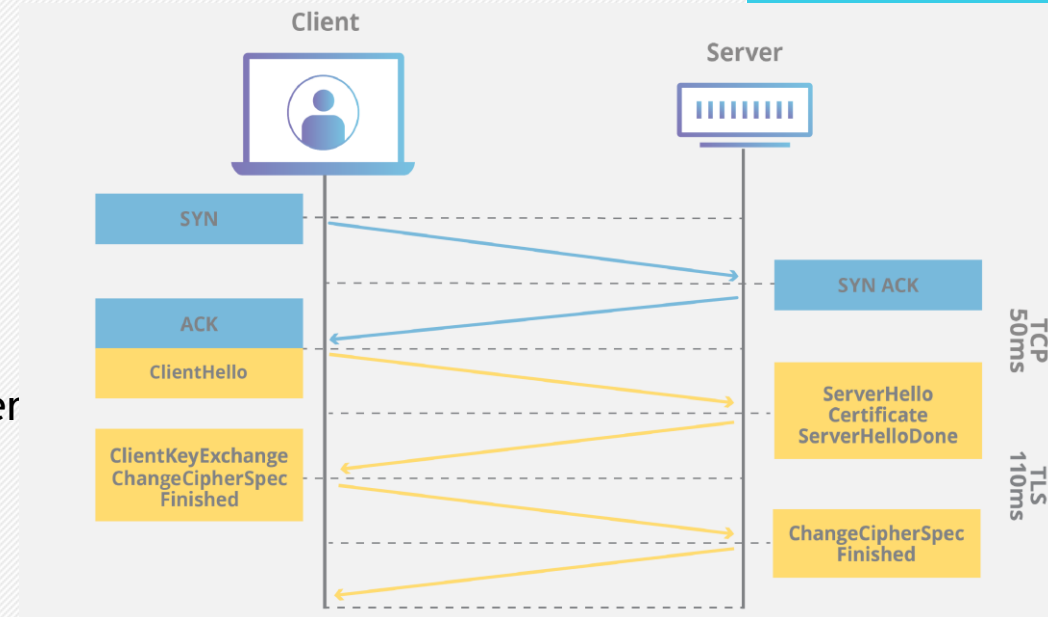 Client
Server
SYN
SYN ACK
ACK
TCP
50ms
ClientHello
ServerHello
Certificate
ServerHelloDone
er
ClientKeyExchange
ChangeCipherSpec
Finished
TLS
110ms
ChangeCipherSpec
Finished